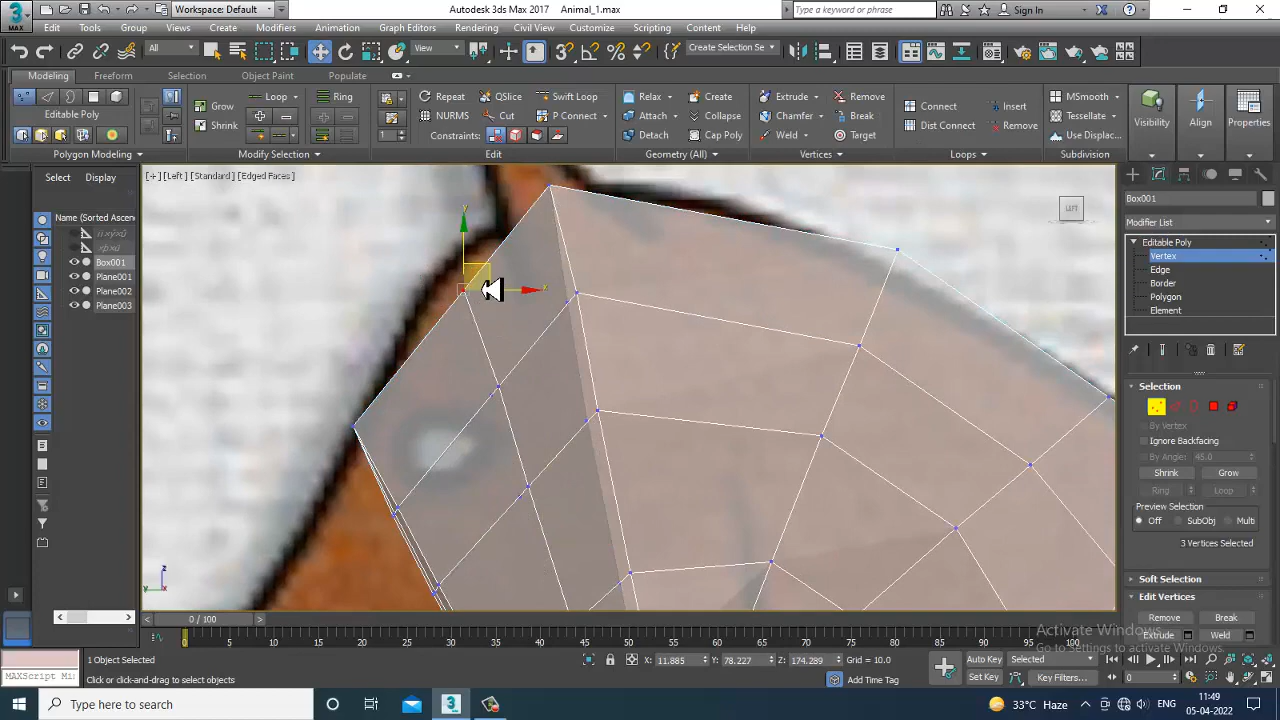 Workspace: Default
Autodesk 3ds Max 2017 Animal_1.max
Type a keyword or phrase
Sign In
3
MAX
Edit Tools Group Views Create Modifiers Animation Graph Editors Rendering Civil View Customize Scripting Content Help
All
View
Create Selection Se
Modeling Freeform Selection Object Paint Populate
Editable Poly
Polygon Modeling
Grow
Shrink
Loop
Ring
Modify Selection
1
Repeat QSlice Swift Loop
NURMS Cut P Connect
Constraints:
Edit
Relax Create
Attach Collapse
Detach Cap Poly
Geometry (All)
Extrude Remove
Chamfer Break
Weld Target
Vertices
Connect Insert
Dist Connect Remove
Loops
MSmooth
Tessellate
Use Displac...
Subdivision
Visibility
Align
Properties
Select Display
Name (Sorted Ascen
Box001
Plane001
Plane002
Plane003
[+] [Left] [Standard] [Edged Faces]
y
x
LEFT
z
y
x
Box001
Modifier List
Editable Poly
Vertex
Edge
Border
Polygon
Element
Selection
By Vertex
Ignore Backfacing
By Angle: 45.0
Shrink Grow
Ring Loop
Preview Selection
Off SubObj Multi
3 Vertices Selected
Soft Selection
Edit Vertices
Remove Break
Extrude Weld
0 / 100
0 5 10 15 20 25 30 35 40 45 50 55 60 65 70 75 80 85 90 95 100
Activate Windows
Go to Settings to activate Windows.
MAXScript Mi:
1 Object Selected
Click or click-and-drag to select objects
X: 11.885 Y: 78.227 Z: 174.289 Grid = 10.0
Add Time Tag
Auto Key Selected
Set Key Key Filters...
0
Type here to search
33°C Haze
ENG
11:49
05-04-2022